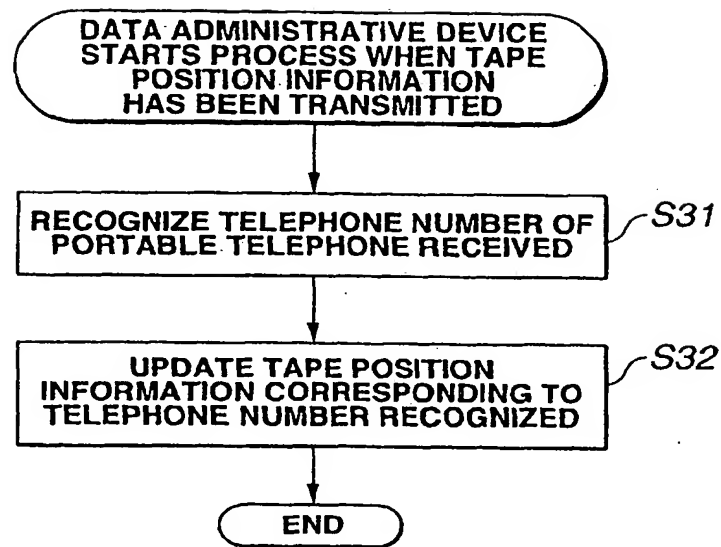 DATA ADMINISTRATIVE DEVICE
STARTS PROCESS WHEN TAPE
POSITION INFORMATION
HAS BEEN TRANSMITTED
RECOGNIZE TELEPHONE NUMBER OF
PORTABLE TELEPHONE RECEIVED
S31
UPDATE TAPE POSITION
INFORMATION CORRESPONDING TO
TELEPHONE NUMBER RECOGNIZED
S32
END